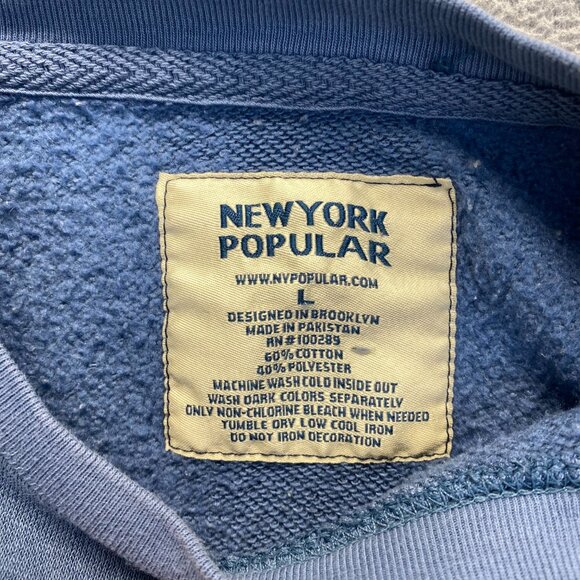 NEW YORK
POPULAR
WWW.NYPOPULAR.COM
L
DESIGNED IN BROOKLYN
MADE IN PAKISTAN
RN#100289
60% COTTON
40% POLYESTER
MACHINE WASH COLD INSIDE OUT
WASH DARK COLORS SEPARATELY
ONLY NON-CHLORINE BLEACH WHEN NEEDED
TUMBLE DRY LOW COOL IRON
DO NOT IRON DECORATION